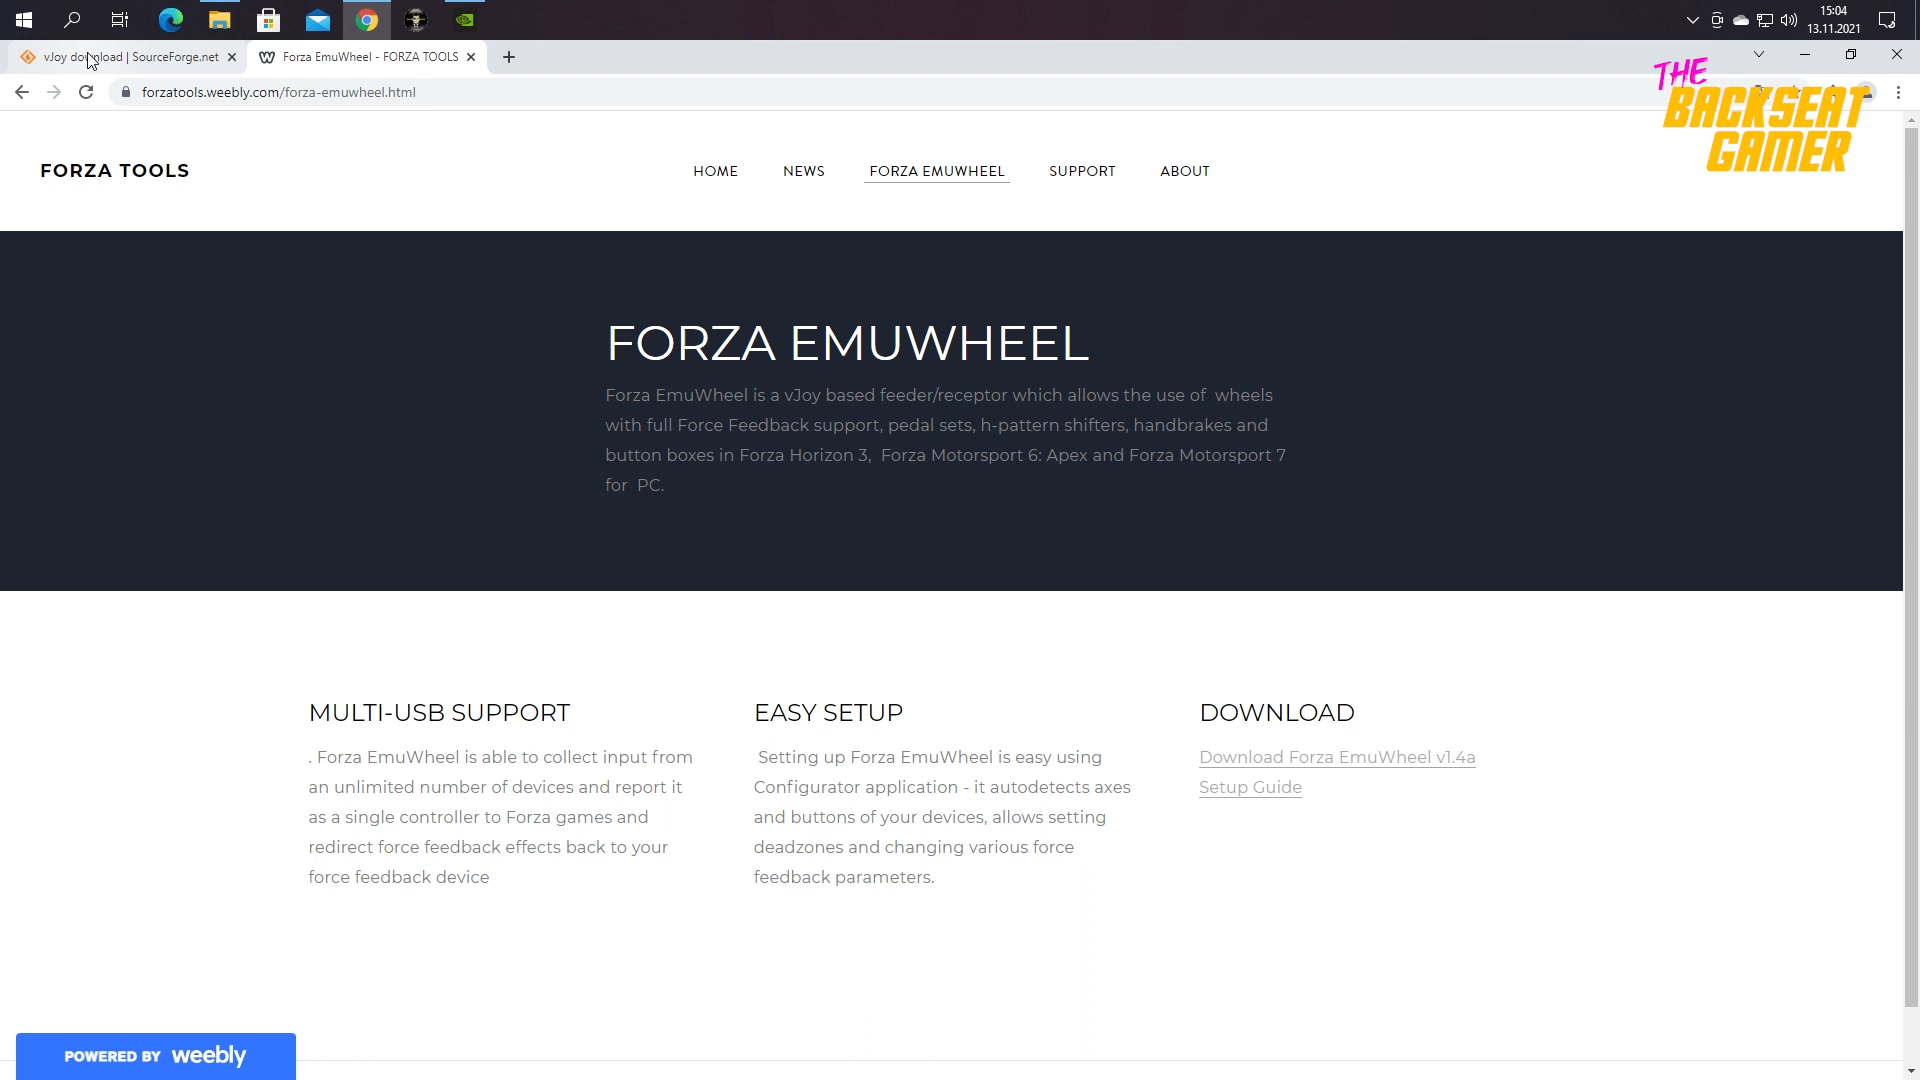 15:04
13.11.2021
vJoy download | SourceForge.net
Forza EmuWheel - FORZA TOOLS
forzatools.weebly.com/forza-emuwheel.html
THE
BACKSEAT
GAMER
FORZA TOOLS
HOME
NEWS
FORZA EMUWHEEL
SUPPORT
ABOUT
FORZA EMUWHEEL
Forza EmuWheel is a vJoy based feeder/receptor which allows the use of wheels
with full Force Feedback support, pedal sets, h-pattern shifters, handbrakes and
button boxes in Forza Horizon 3, Forza Motorsport 6: Apex and Forza Motorsport 7
for PC.
MULTI-USB SUPPORT
. Forza EmuWheel is able to collect input from
an unlimited number of devices and report it
as a single controller to Forza games and
redirect force feedback effects back to your
force feedback device
EASY SETUP
Setting up Forza EmuWheel is easy using
Configurator application - it autodetects axes
and buttons of your devices, allows setting
deadzones and changing various force
feedback parameters.
DOWNLOAD
Download Forza EmuWheel v1.4a
Setup Guide
POWERED BY weebly